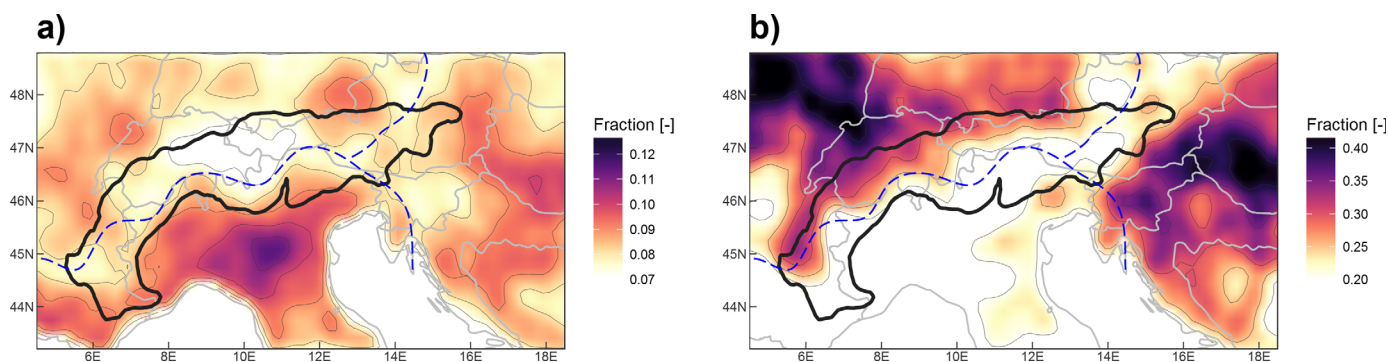 a)
48N
47N
46N
45N
44N
6E 8E 10E 12E 14E 16E 18E
Fraction [-]
0.12
0.11
0.10
0.09
0.08
0.07
b)
48N
47N
46N
45N
44N
6E 8E 10E 12E 14E 16E 18E
Fraction [-]
0.40
0.35
0.30
0.25
0.20